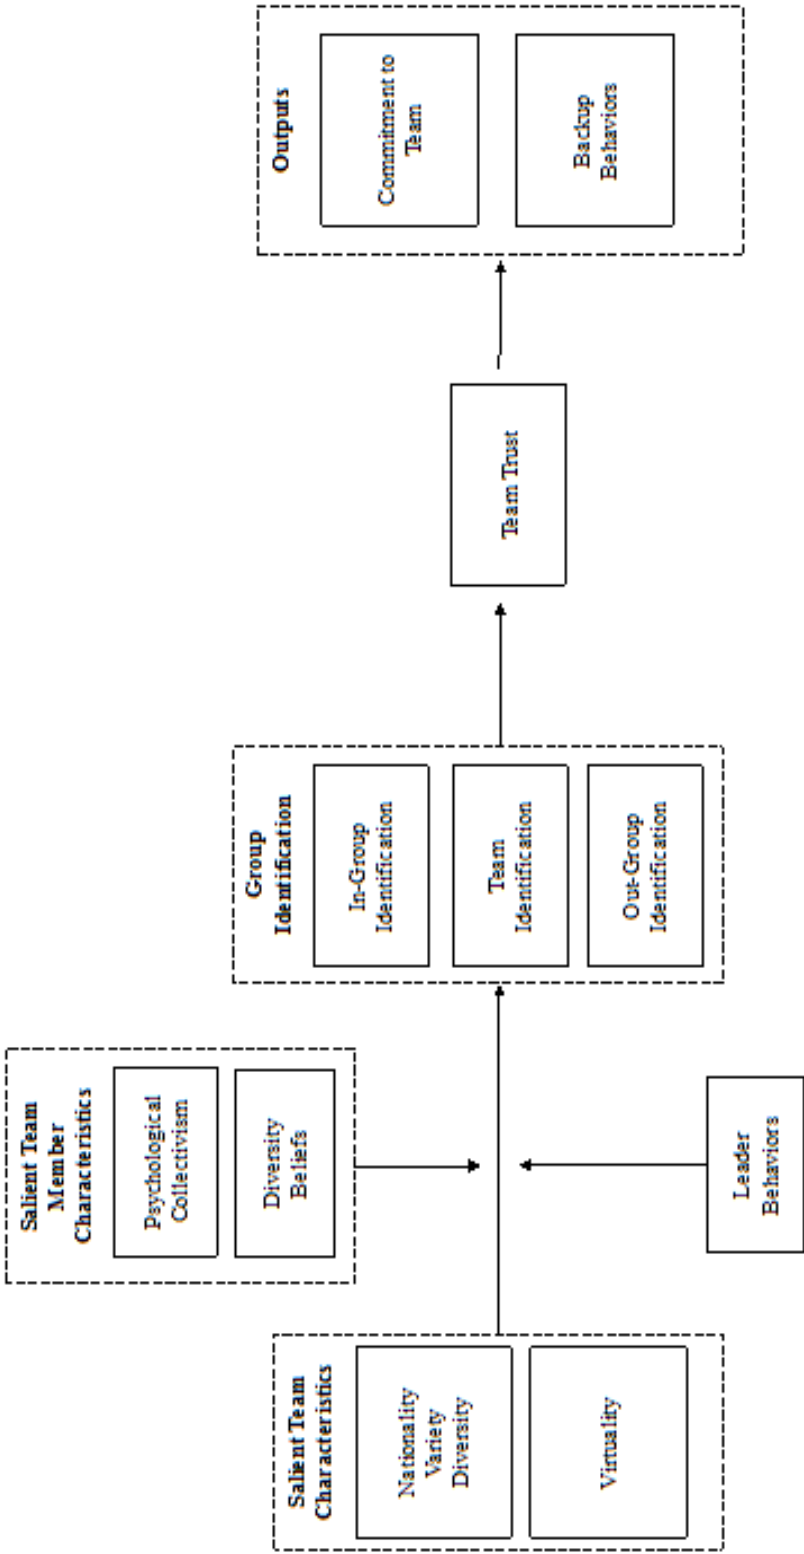 Salient Team
Characteristics
Nationality
Variety
Diversity
Virtuality
Salient Team
Member
Characteristics
Psychological
Collectivism
Diversity
Beliefs
Leader
Behaviors
Group
Identification
In-Group
Identification
Team
Identification
Out-Group
Identification
Team Trust
Outputs
Commitment to
Team
Backup
Behaviors